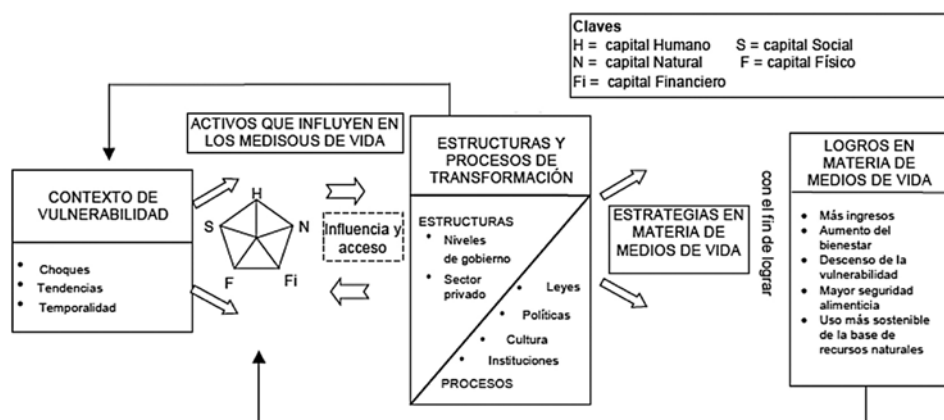 Claves
H = capital Humano S = capital Social
N = capital Natural F = capital Físico
Fi = capital Financiero
ACTIVOS QUE INFLUYEN EN
LOS MEDISOUS DE VIDA
CONTEXTO DE
VULNERABILIDAD
• Choques
• Tendencias
• Temporalidad
H
S
N
F
Fi
Influencia y
acceso
ESTRUCTURAS Y
PROCESOS DE
TRANSFORMACIÓN
ESTRUCTURAS
• Niveles
de gobierno
• Sector
privado
• Leyes
• Políticas
• Cultura
• Instituciones
PROCESOS
ESTRATEGIAS EN
MATERIA DE
MEDIOS DE VIDA
con el fin de lograr
LOGROS EN
MATERIA DE
MEDIOS DE VIDA
• Más ingresos
• Aumento del
bienestar
• Descenso de la
vulnerabilidad
• Mayor seguridad
alimenticia
• Uso más sostenible
de la base de
recursos naturales